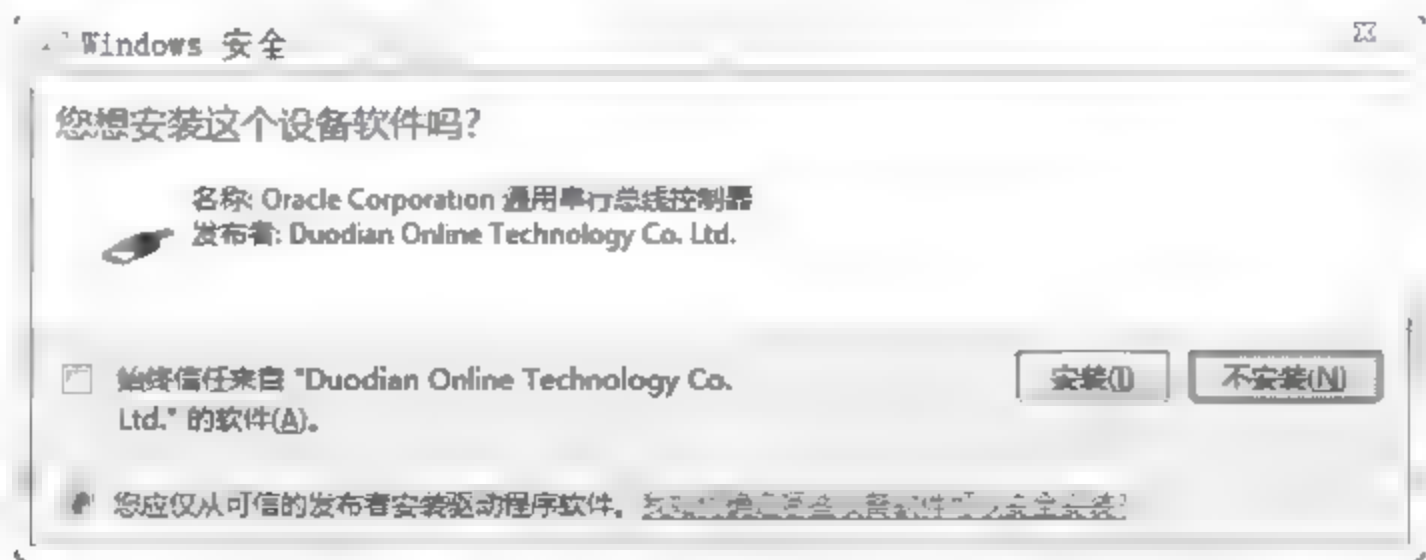 Windows 安全
您想安装这个设备软件吗?
名称: Oracle Corporation 通用串行总线控制器
发布者: Duodian Online Technology Co. Ltd.
始终信任来自 "Duodian Online Technology Co.
Ltd." 的软件(A)。
安装(I)
不安装(N)
您应仅从可信的发布者安装驱动程序软件。